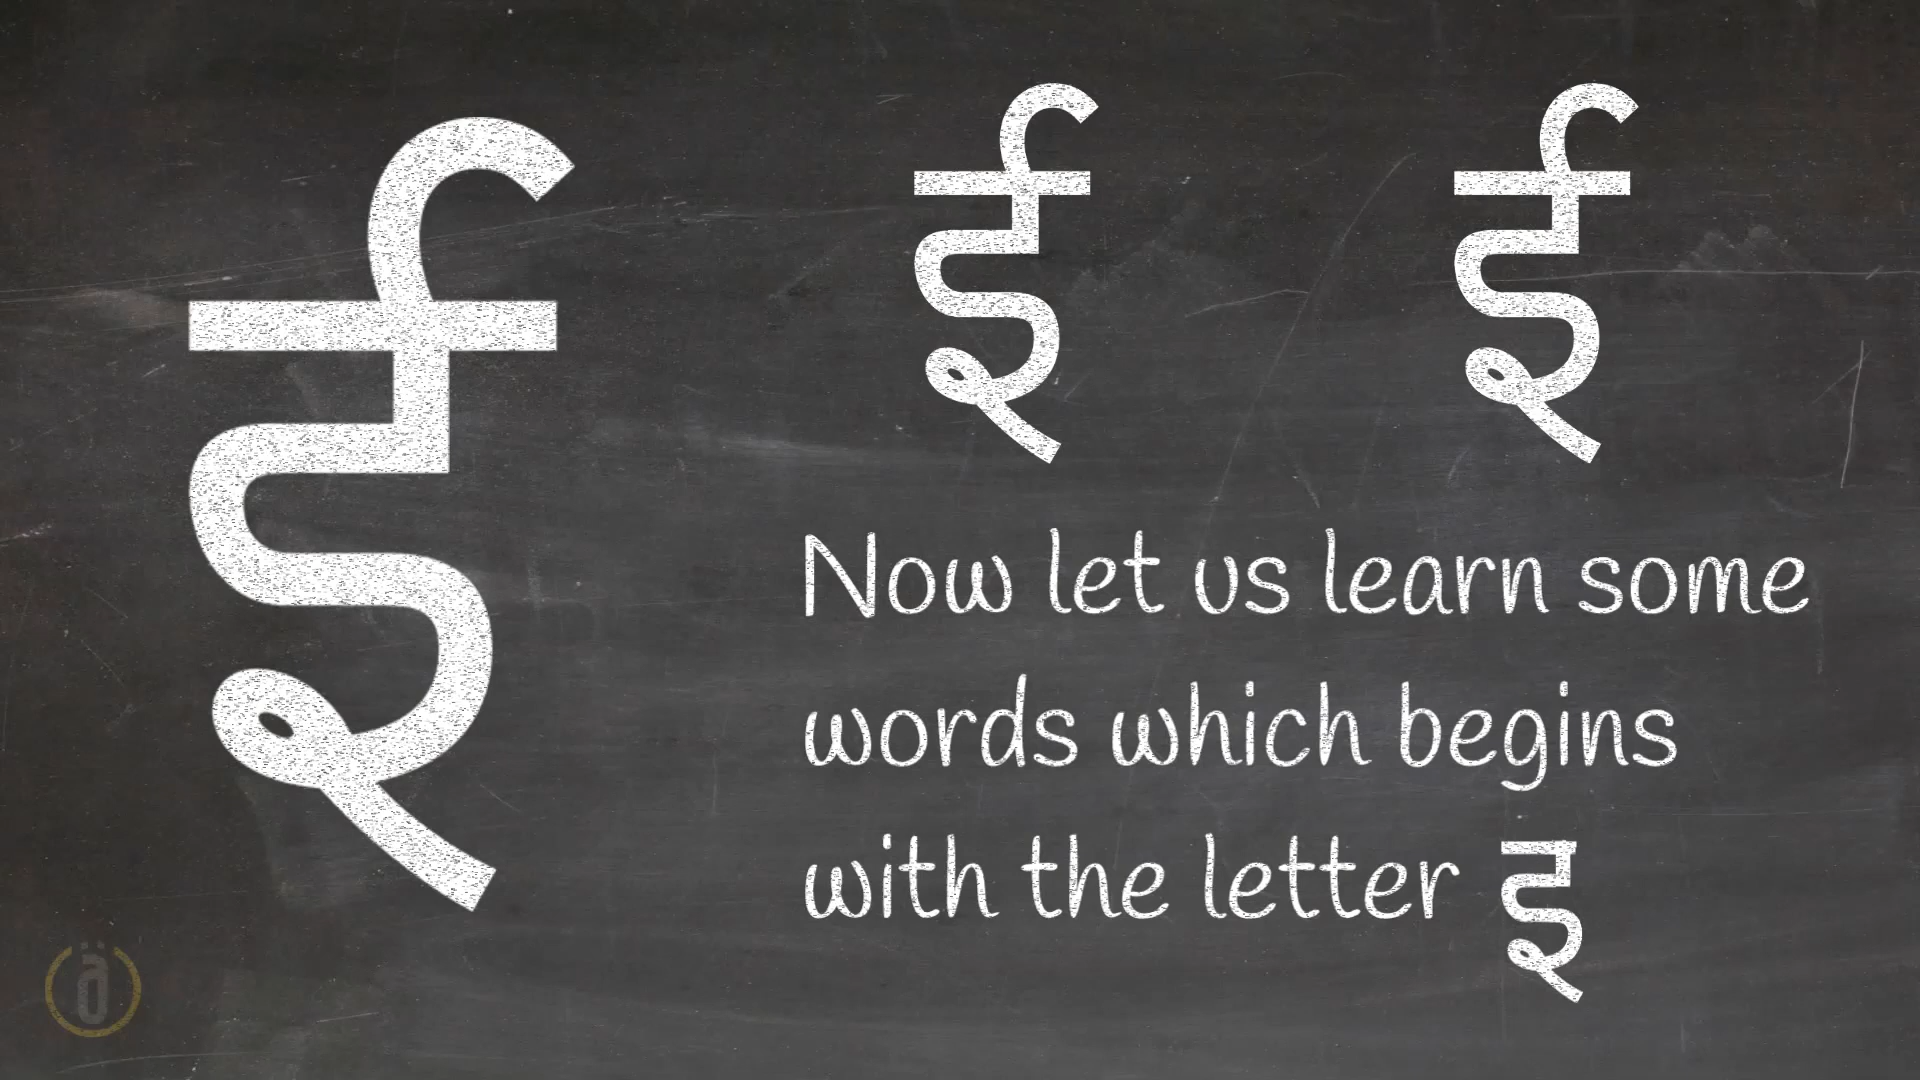 ई
ई ई
Now let us learn some
words which begins
with the letter इ